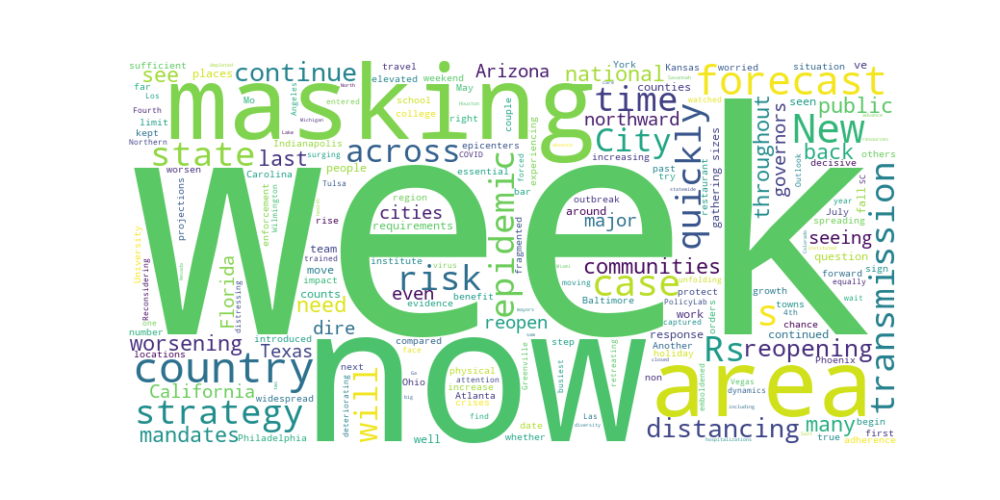 sufficient
see
places
far
Los
Fourth
limit
kept
Northern
continue
travel
elevated
weekend
Mo
Angeles
entered
May
school
college
right
couple
Arizona
national
York
Kansas
counties
worried
situation
ve
watched
forecast
masking
time
northward
City
quickly
gathering sizes
restaurant
throughout
governors
public
New
seen
back
decisive
others
Outlook
state
last
across
Indianapolis
epicenters
COVID
surging
Michigan
Lake
North
Houston
Savannah
experiencing
increasing
past
try
statewide
worsen
Carolina
people
Tulsa
essential
bar
forced
year
fall
SC
July
spreading
transmission
projections
enforcement
Wilmington
region
rise
cities
requirements
epidemic
fragmented
outbreak
around
major
seeing
question
Week
team
trained
move
impact
institute
virus
risk
communities
case
unfolding
moving
Miami
forward
sign
equally
wait
University
Reconsidering
Florida
distressing
counts
even
evidence
benefit
need
Baltimore
protect
PolicyLab
growth
towns
4th
s
work
captured
orders
chance
continued
one
number
introduced
dire
reopen
response
mayors
Another
worsening
locations
Texas
compared
face
step
holiday
Rs
reopening
Phoenix
country
next
Ohio
widespread
now
physical
attention
increase
Atlanta
crises
Greenville
busiest
retreating
non
closed
area
emboldened
Vegas
dynamics
including
California
will
deteriorating
Ga
big
find
diversity
Las
strategy
mandates
Philadelphia
well
date
whether
distancing
hospitalizations
many
true
begin
first
adherence